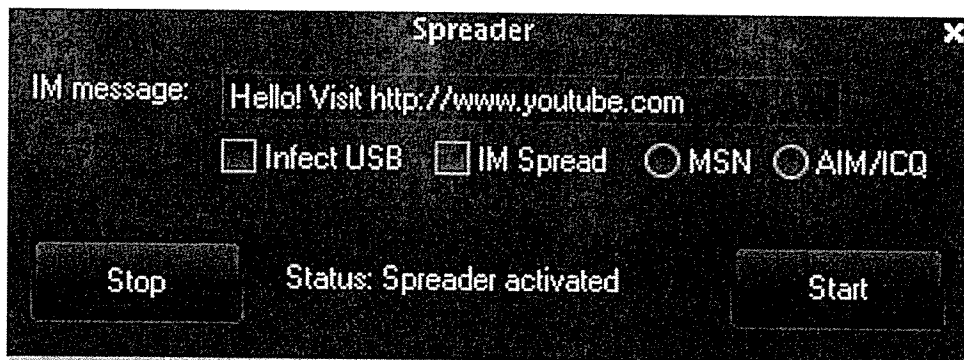 Spreader x
IM message: Hello! Visit http://www.youtube.com
Infect USB IM Spread MSN AIM/ICQ
Stop Status: Spreader activated Start